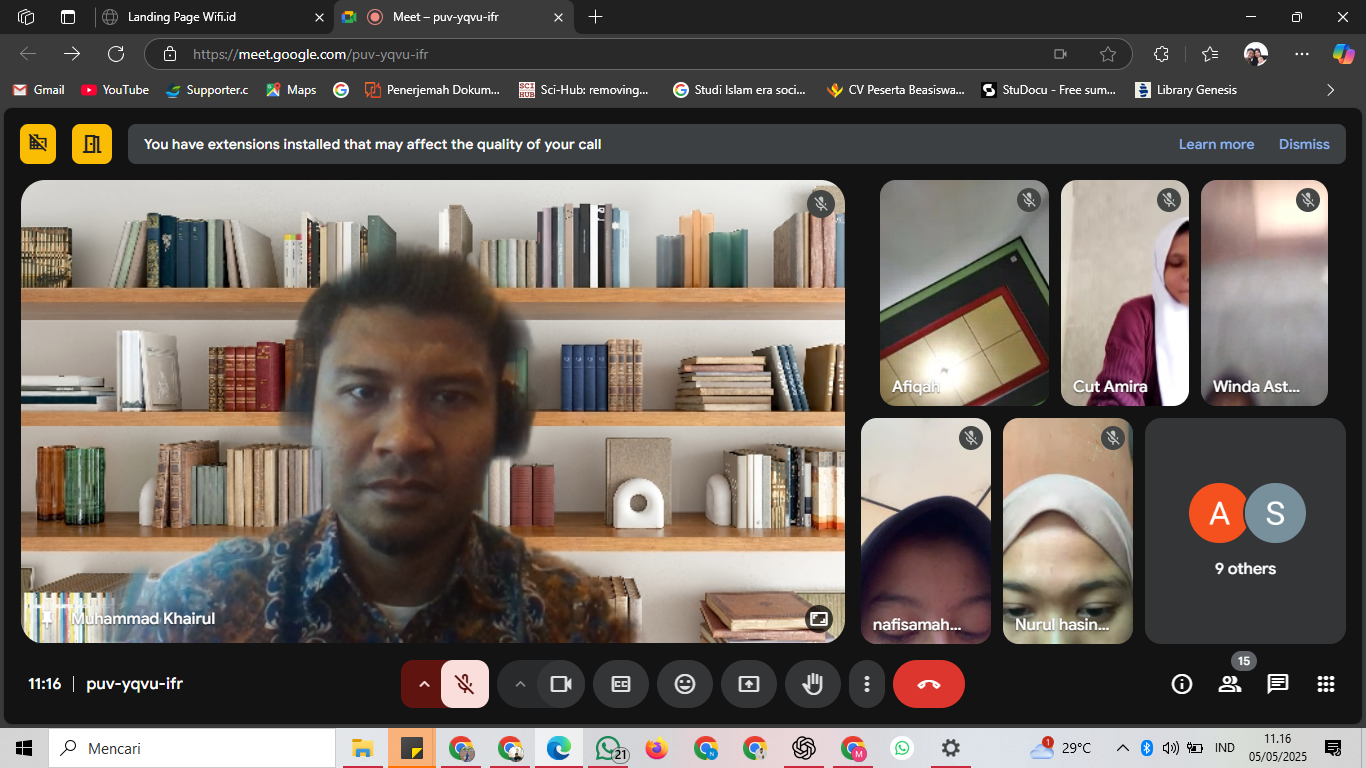 Landing Page Wifi.id
Meet – puv-yqvu-ifr
https://meet.google.com/puv-yqvu-ifr
Gmail
YouTube
Supporter.c
Maps
Penerjemah Dokum...
SCI HUB
Sci-Hub: removing...
Studi Islam era soci...
CV Peserta Beasiswa...
StuDocu - Free sum...
Library Genesis
You have extensions installed that may affect the quality of your call
Learn more
Dismiss
Afiqah
Cut Amira
Winda Ast...
Muhammad Khairul
nafisamah...
Nurul hasin...
A
S
9 others
11:16
puv-yqvu-ifr
CC
15
Mencari
21
N
M
1
29°C
IND
11.16
05/05/2025